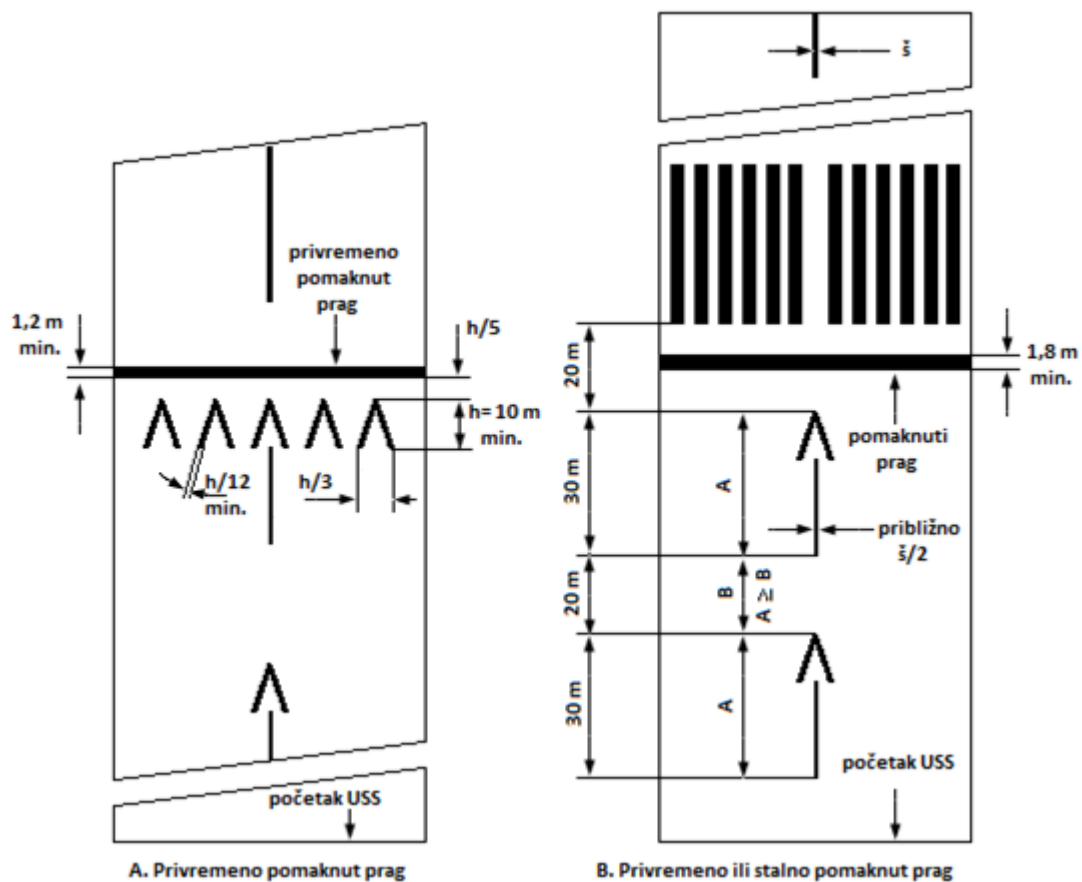 privremeno
pomaknut
prag
1,2 m
min.
h/5
h= 10 m
min.
h/12
min.
h/3
početak USS
A. Privremeno pomaknut prag
š
20 m
1,8 m
min.
pomaknuti
prag
30 m
A
približno
š/2
20 m
B
A ≥ B
30 m
A
početak USS
B. Privremeno ili stalno pomaknut prag